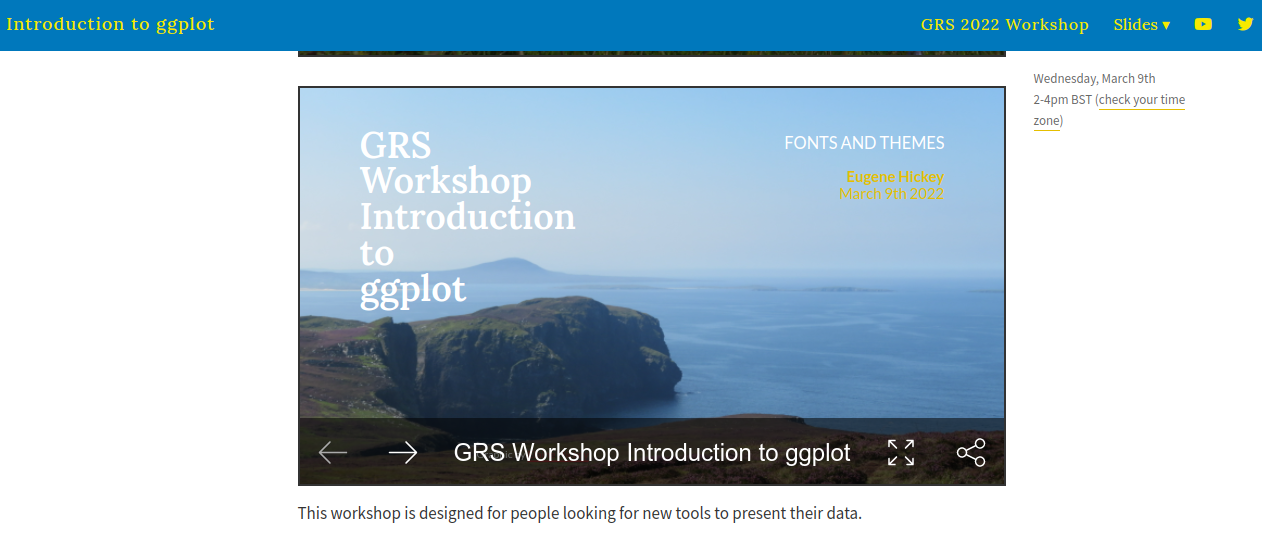 Introduction to ggplot
GRS 2022 Workshop
Slides ▾
Wednesday, March 9th
2-4pm BST (check your time
zone)
GRS
Workshop
Introduction
to
ggplot
FONTS AND THEMES
Eugene Hickey
March 9th 2022
GRS Workshop Introduction to ggplot
This workshop is designed for people looking for new tools to present their data.